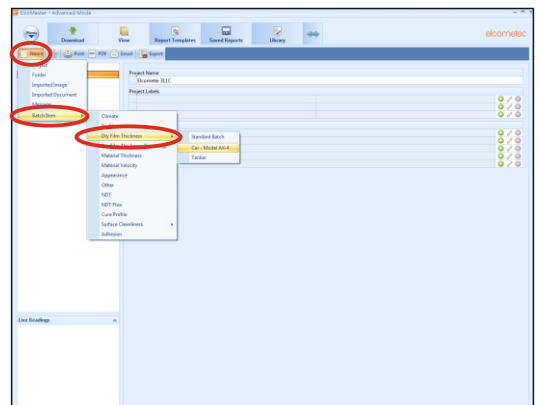 ElcoMaster - Advanced Mode
Download
View
Report Templates
Saved Reports
Library
elcometer
New
Print
PDF
Email
Export
Folder
Imported Image
Imported Document
Batch Item
Climate
Dry Film Thickness
Material Thickness
Material Velocity
Appearance
Other
NDT
NDT Flaw
Cure Profile
Surface Cleanliness
Adhesion
Standard Batch
Car - Model AX-4
Tanker
Project Name
Elcometer 311C
Project Labels
Live Readings